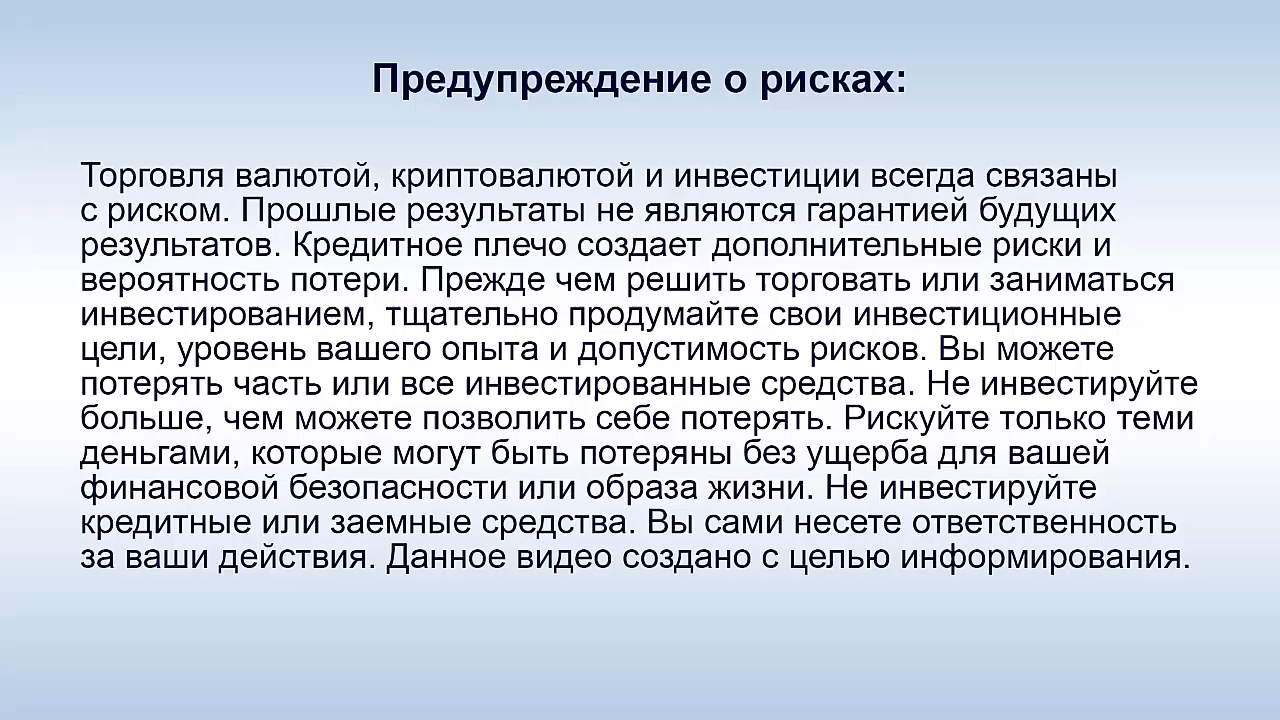 Предупреждение о рисках:
Торговля валютой, криптовалютой и инвестиции всегда связаны
с риском. Прошлые результаты не являются гарантией будущих
результатов. Кредитное плечо создает дополнительные риски и
вероятность потери. Прежде чем решить торговать или заниматься
инвестированием, тщательно продумайте свои инвестиционные
цели, уровень вашего опыта и допустимость рисков. Вы можете
потерять часть или все инвестированные средства. Не инвестируйте
больше, чем можете позволить себе потерять. Рискуйте только теми
деньгами, которые могут быть потеряны без ущерба для вашей
финансовой безопасности или образа жизни. Не инвестируйте
кредитные или заемные средства. Вы сами несете ответственность
за ваши действия. Данное видео создано с целью информирования.